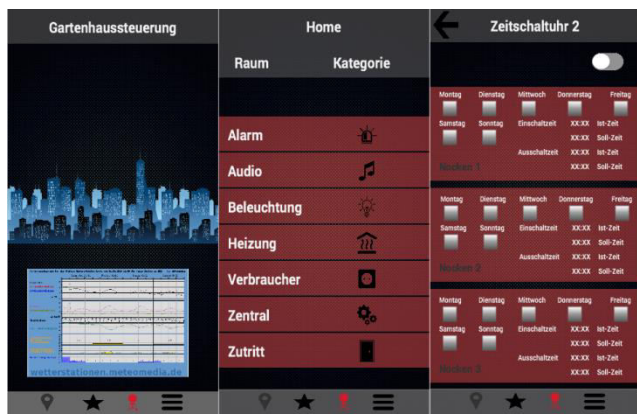 Gartenhaussteuerung
wetterstationen.meteomedia.de
Home
Raum Kategorie
Alarm
Audio
Beleuchtung
Heizung
Verbraucher
Zentral
Zutritt
Zeitschaltuhr 2
Montag Dienstag Mittwoch Donnerstag Freitag
Samstag Sonntag Einschaltzeit XX:XX Ist-Zeit
XX:XX Soll-Zeit
Ausschaltzeit XX:XX Ist-Zeit
Nocken 1 XX:XX Soll-Zeit
Montag Dienstag Mittwoch Donnerstag Freitag
Samstag Sonntag Einschaltzeit XX:XX Ist-Zeit
XX:XX Soll-Zeit
Ausschaltzeit XX:XX Ist-Zeit
Nocken 2 XX:XX Soll-Zeit
Montag Dienstag Mittwoch Donnerstag Freitag
Samstag Sonntag Einschaltzeit XX:XX Ist-Zeit
XX:XX Soll-Zeit
Ausschaltzeit XX:XX Ist-Zeit
Nocken 3 XX:XX Soll-Zeit